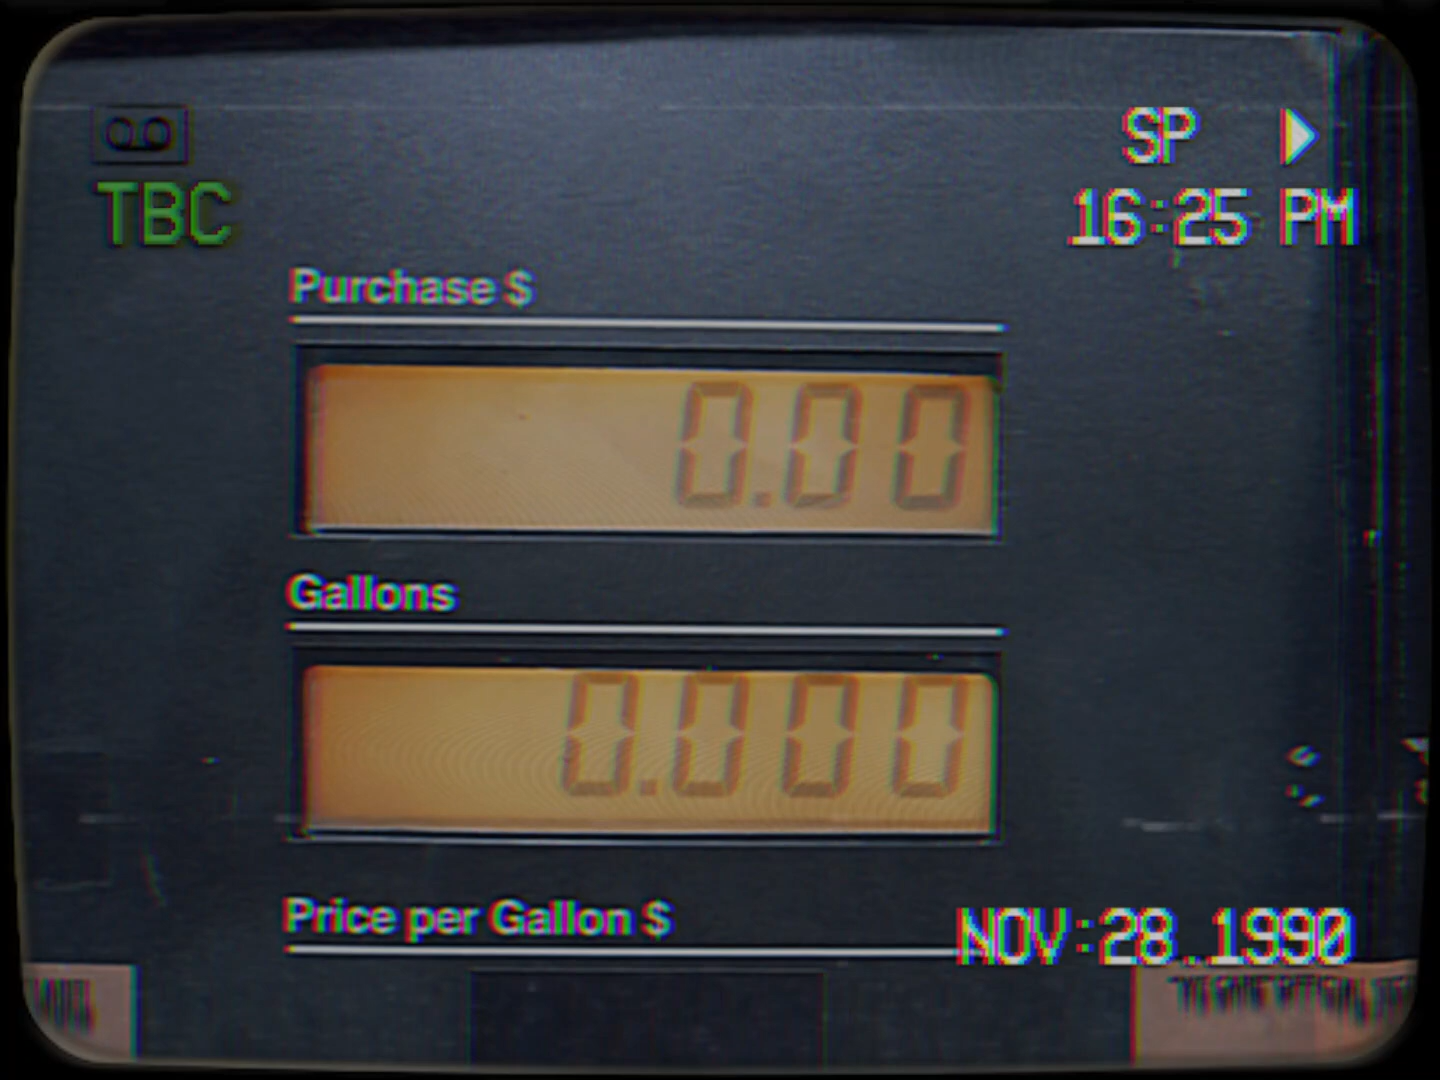 SP
TBC
16:25 PM
Purchase $
0.00
Gallons
0.000
Price per Gallon $
NOV:28.1990